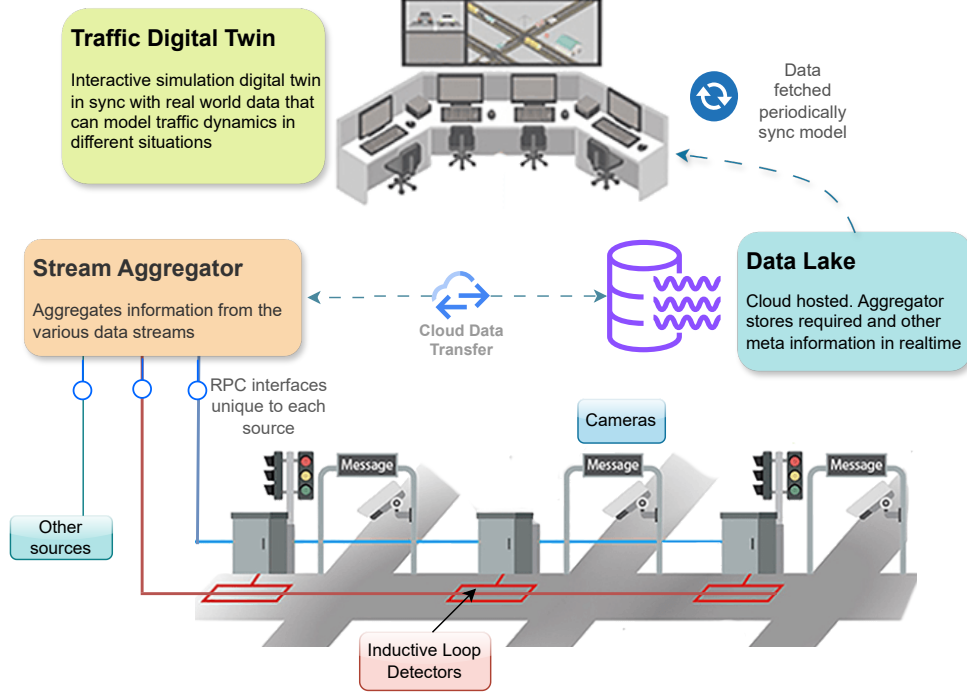 Traffic Digital Twin
Interactive simulation digital twin
in sync with real world data that
can model traffic dynamics in
different situations
Data
fetched
periodically
sync model
Stream Aggregator
Aggregates information from the
various data streams
Cloud Data
Transfer
Data Lake
Cloud hosted. Aggregator
stores required and other
meta information in realtime
RPC interfaces
unique to each
source
Cameras
Message
Message
Message
Other
sources
Inductive Loop
Detectors